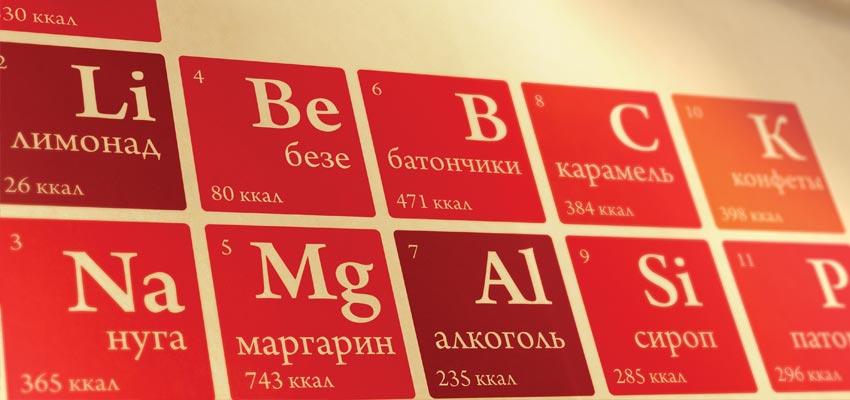 30 ккал
2
Li
лимонад
26 ккал
4
Be
безе
80 ккал
6
B
батончики
471 ккал
8
C
карамель
384 ккал
10
K
конфеты
398 ккал
3
Na
нуга
365 ккал
5
Mg
маргарин
743 ккал
7
Al
алкоголь
235 ккал
9
Si
сироп
285 ккал
11
P
296 ккал